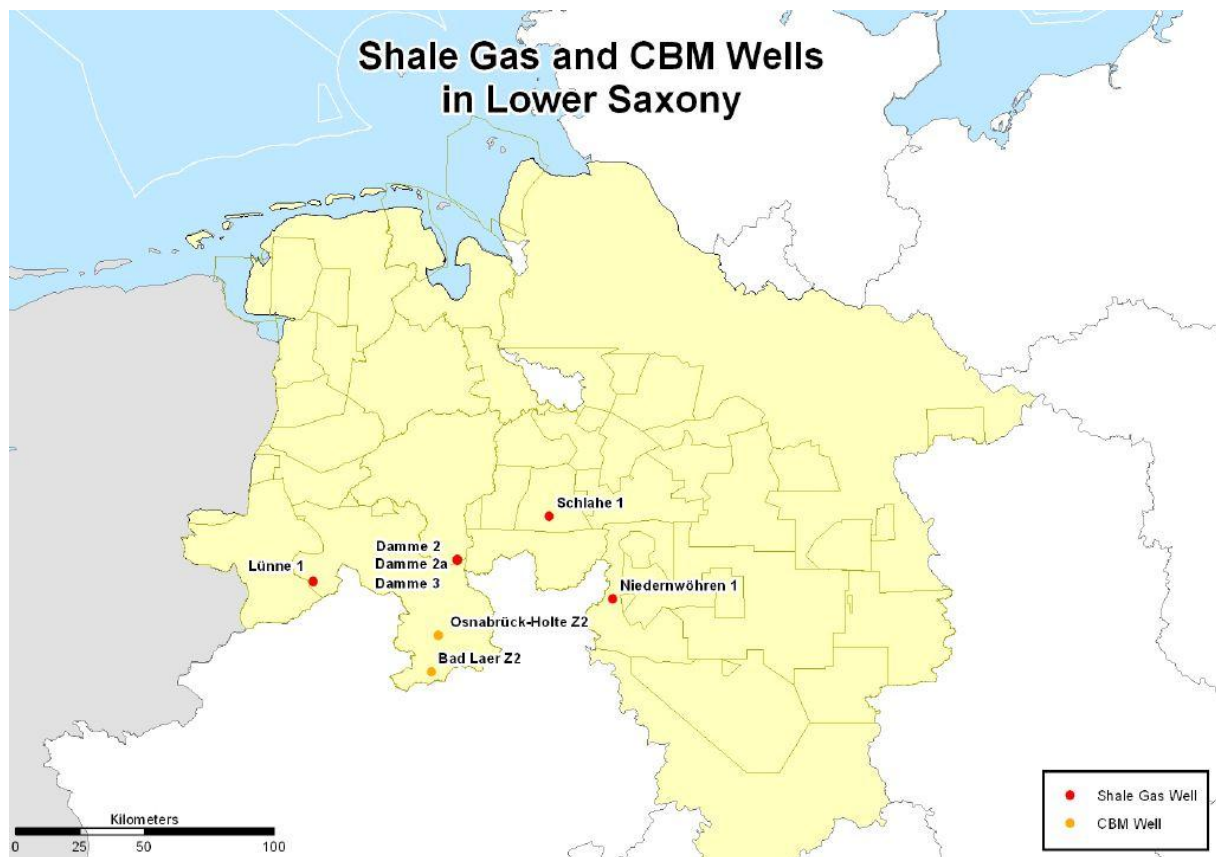 Shale Gas and CBM Wells
in Lower Saxony
Schlahe 1
Damme 2
Damme 2a
Damme 3
Lünne 1
Niedernwöhren 1
Osnabrück-Holte Z2
Bad Laer Z2
Shale Gas Well
CBM Well
Kilometers
0 25 50 100